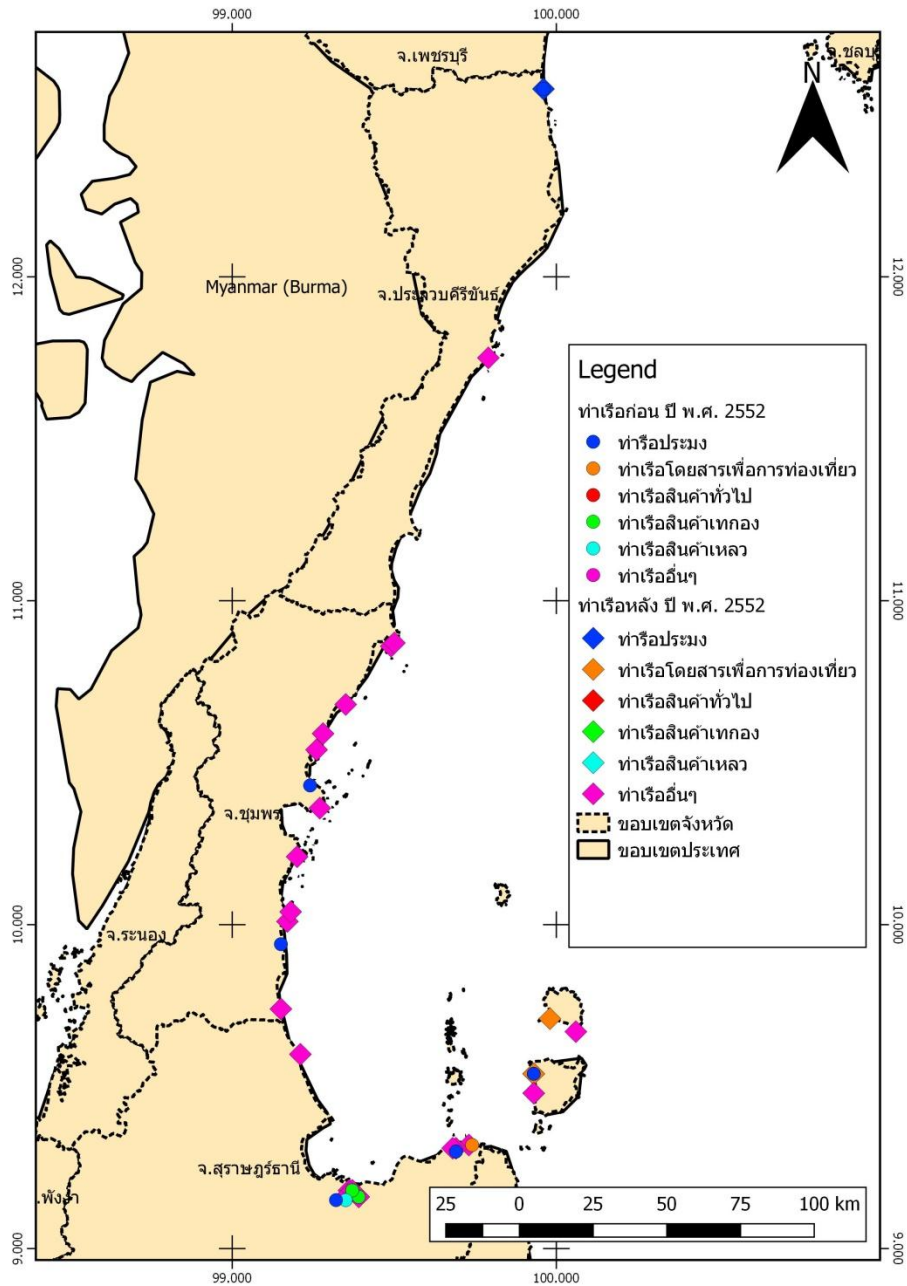 99.000
100.000
จ.เพชรบุรี
จ.ชลบุ
N
12.000
12.000
Myanmar (Burma)
จ.ประจวบคีรีขันธ์
Legend
ท่าเรือก่อน ปี พ.ศ. 2552
ท่ารือประมง
ท่าเรือโดยสารเพื่อการท่องเที่ยว
ท่าเรือสินค้าทั่วไป
ท่าเรือสินค้าเทกอง
ท่าเรือสินค้าเหลว
ท่าเรืออื่นๆ
ท่าเรือหลัง ปี พ.ศ. 2552
ท่ารือประมง
ท่าเรือโดยสารเพื่อการท่องเที่ยว
ท่าเรือสินค้าทั่วไป
ท่าเรือสินค้าเทกอง
ท่าเรือสินค้าเหลว
ท่าเรืออื่นๆ
ขอบเขตจังหวัด
ขอบเขตประเทศ
11.000
11.000
จ.ชุมพร
10.000
10.000
จ.ระนอง
จ.สุราษฎร์ธานี
.พังงา
25 0 25 50 75 100 km
9.000
9.000
99.000
100.000